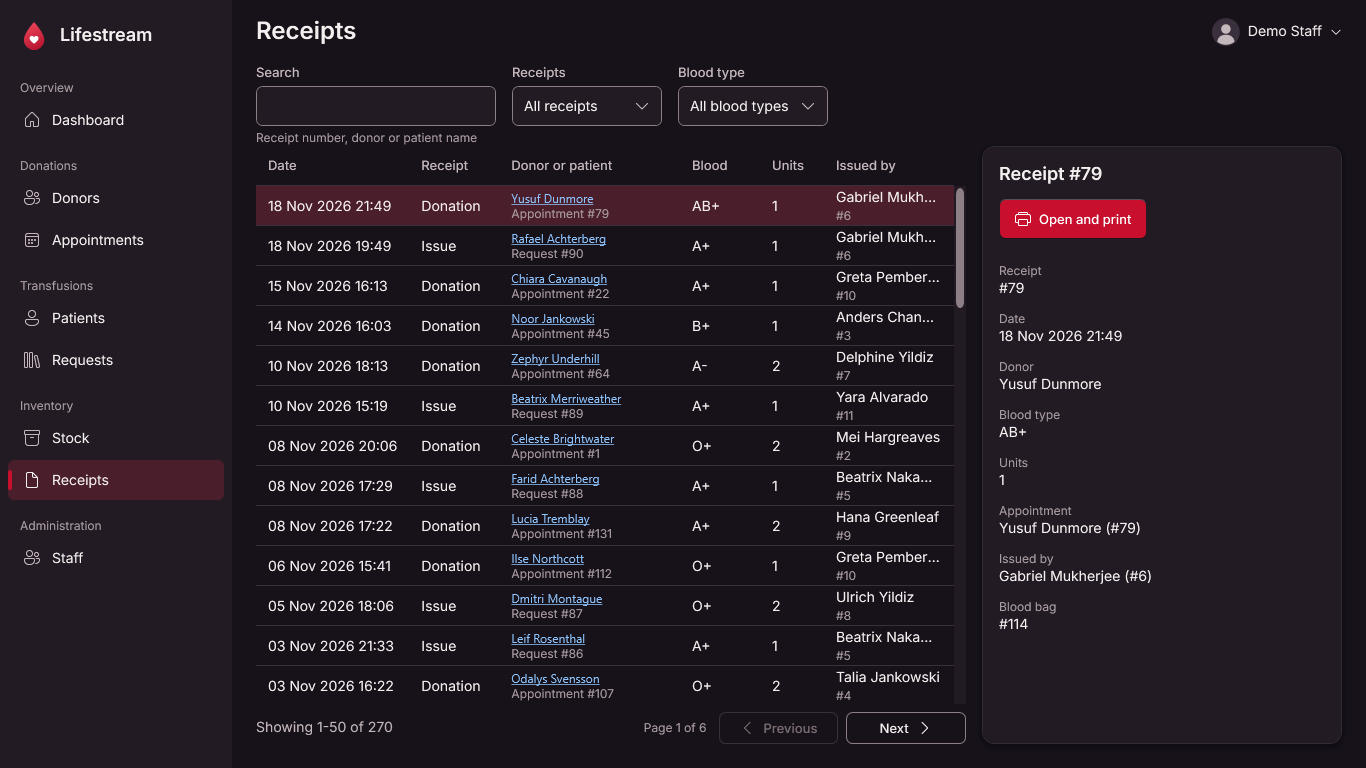 Lifestream
Overview
Dashboard
Donations
Donors
Appointments
Transfusions
Patients
Requests
Inventory
Stock
Receipts
Administration
Staff
Receipts
Demo Staff
Search
Receipts
Blood type
All receipts
All blood types
Receipt number, donor or patient name
Date Receipt Donor or patient Blood Units Issued by
18 Nov 2026 21:49 Donation Yusuf Dunmore Appointment #79 AB+ 1 Gabriel Mukh... #6
18 Nov 2026 19:49 Issue Rafael Achterberg Request #90 A+ 1 Gabriel Mukh... #6
15 Nov 2026 16:13 Donation Chiara Cavanaugh Appointment #22 A+ 1 Greta Pember... #10
14 Nov 2026 16:03 Donation Noor Jankowski Appointment #45 B+ 1 Anders Chan... #3
10 Nov 2026 18:13 Donation Zephyr Underhill Appointment #64 A- 2 Delphine Yildiz #7
10 Nov 2026 15:19 Issue Beatrix Merriweather Request #89 A+ 1 Yara Alvarado #11
08 Nov 2026 20:06 Donation Celeste Brightwater Appointment #1 O+ 2 Mei Hargreaves #2
08 Nov 2026 17:29 Issue Farid Achterberg Request #88 A+ 1 Beatrix Naka... #5
08 Nov 2026 17:22 Donation Lucia Tremblay Appointment #131 A+ 2 Hana Greenleaf #9
06 Nov 2026 15:41 Donation Ilse Northcott Appointment #112 O+ 1 Greta Pember... #10
05 Nov 2026 18:06 Issue Dmitri Montague Request #87 O+ 2 Ulrich Yildiz #8
03 Nov 2026 21:33 Issue Leif Rosenthal Request #86 A+ 1 Beatrix Naka... #5
03 Nov 2026 16:22 Donation Odalys Svensson Appointment #107 O+ 2 Talia Jankowski #4
Showing 1-50 of 270
Page 1 of 6
Previous
Next
Receipt #79
Open and print
Receipt
#79
Date
18 Nov 2026 21:49
Donor
Yusuf Dunmore
Blood type
AB+
Units
1
Appointment
Yusuf Dunmore (#79)
Issued by
Gabriel Mukherjee (#6)
Blood bag
#114